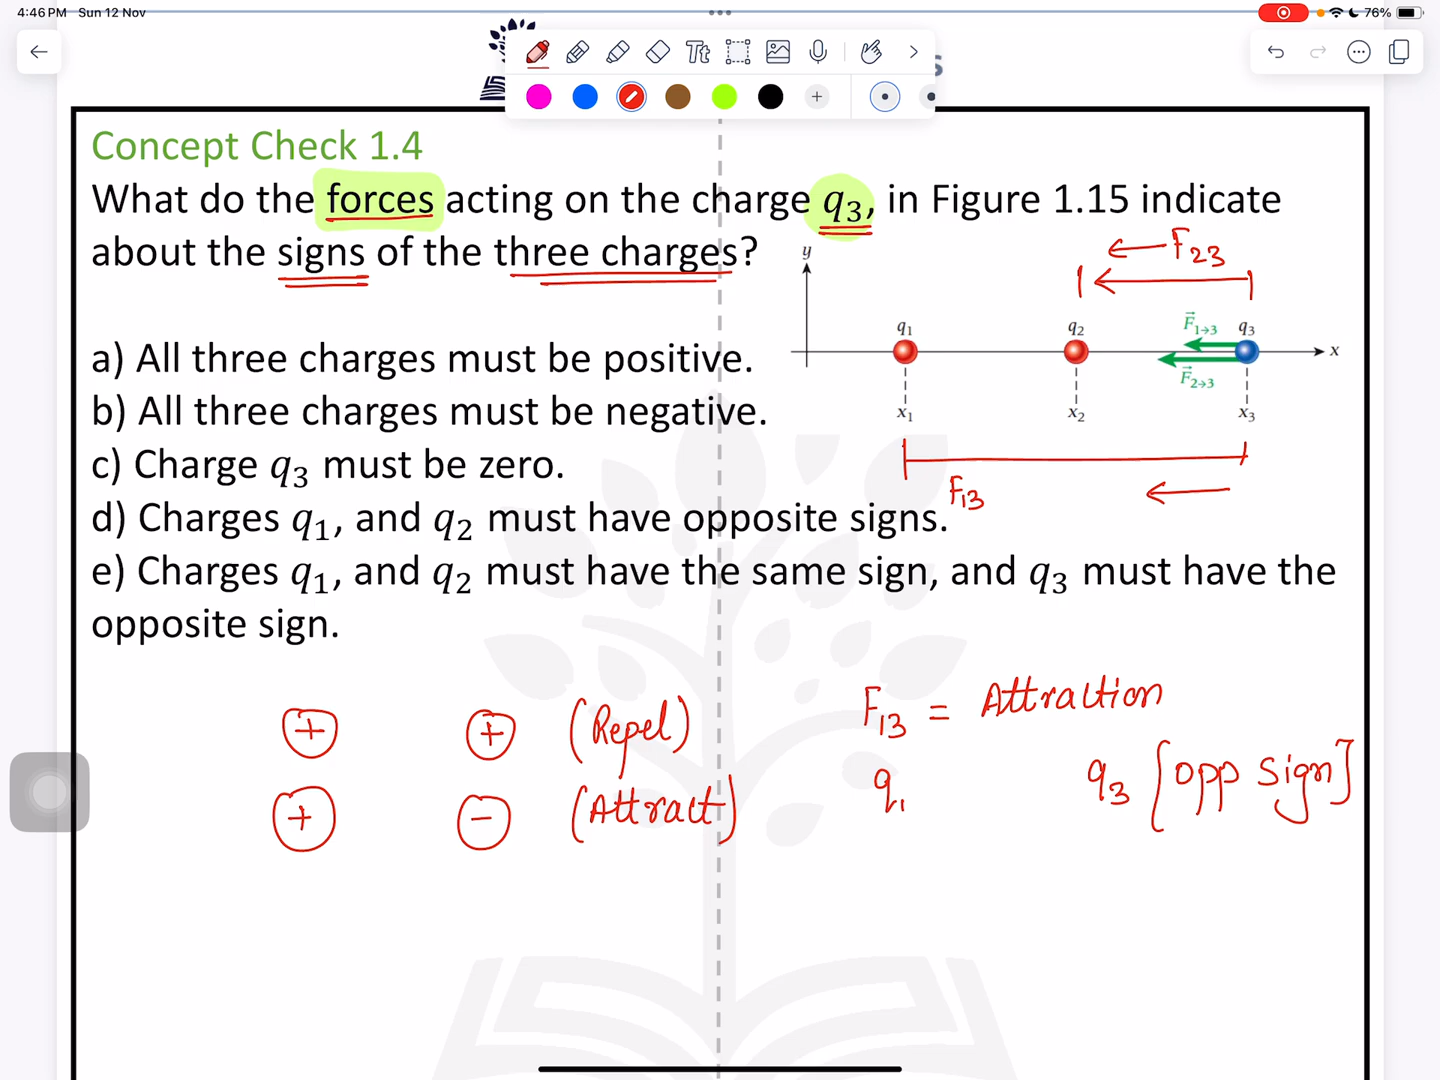 4:46 PM Sun 12 Nov
76%
Tt
S
Concept Check 1.4
What do the forces acting on the charge q₃, in Figure 1.15 indicate
about the signs of the three charges?
y
← F₂₃
q₁ q₂ F⃗₁→₃ q₃
x
F⃗₂→₃
x₁ x₂ x₃
F₁₃ ←
a) All three charges must be positive.
b) All three charges must be negative.
c) Charge q₃ must be zero.
d) Charges q₁, and q₂ must have opposite signs.
e) Charges q₁, and q₂ must have the same sign, and q₃ must have the
opposite sign.
+ + (Repel)
+ − (Attract)
F₁₃ = Attraction
q₁ q₃ [opp sign]